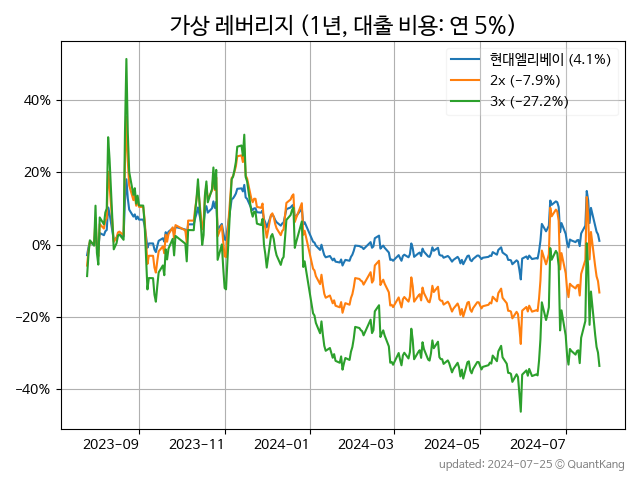 가상 레버리지 (1년, 대출 비용: 연 5%)
현대엘리베이 (4.1%)
2x (−7.9%)
3x (−27.2%)
40%
20%
0%
−20%
−40%
2023-09 2023-11 2024-01 2024-03 2024-05 2024-07
updated: 2024-07-25 © QuantKang